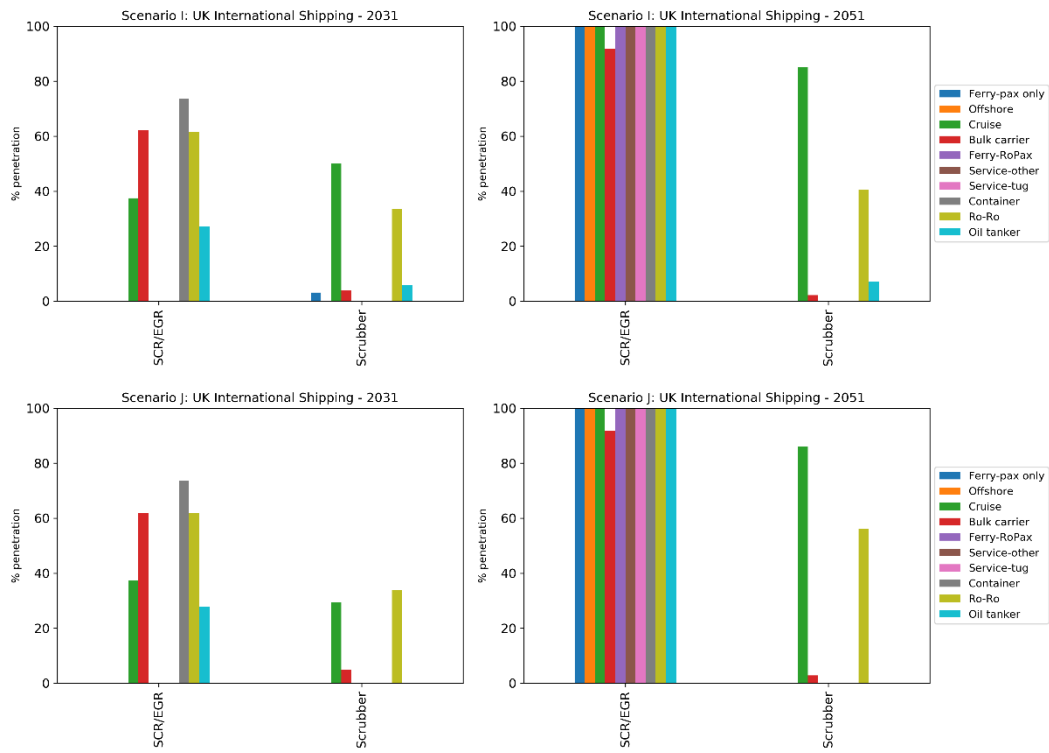 Scenario I: UK International Shipping - 2031
% penetration
100
80
60
40
20
0
SCR/EGR
Scrubber
Scenario I: UK International Shipping - 2051
% penetration
100
80
60
40
20
0
SCR/EGR
Scrubber
Ferry-pax only
Offshore
Cruise
Bulk carrier
Ferry-RoPax
Service-other
Service-tug
Container
Ro-Ro
Oil tanker
Scenario J: UK International Shipping - 2031
% penetration
100
80
60
40
20
0
SCR/EGR
Scrubber
Scenario J: UK International Shipping - 2051
% penetration
100
80
60
40
20
0
SCR/EGR
Scrubber
Ferry-pax only
Offshore
Cruise
Bulk carrier
Ferry-RoPax
Service-other
Service-tug
Container
Ro-Ro
Oil tanker